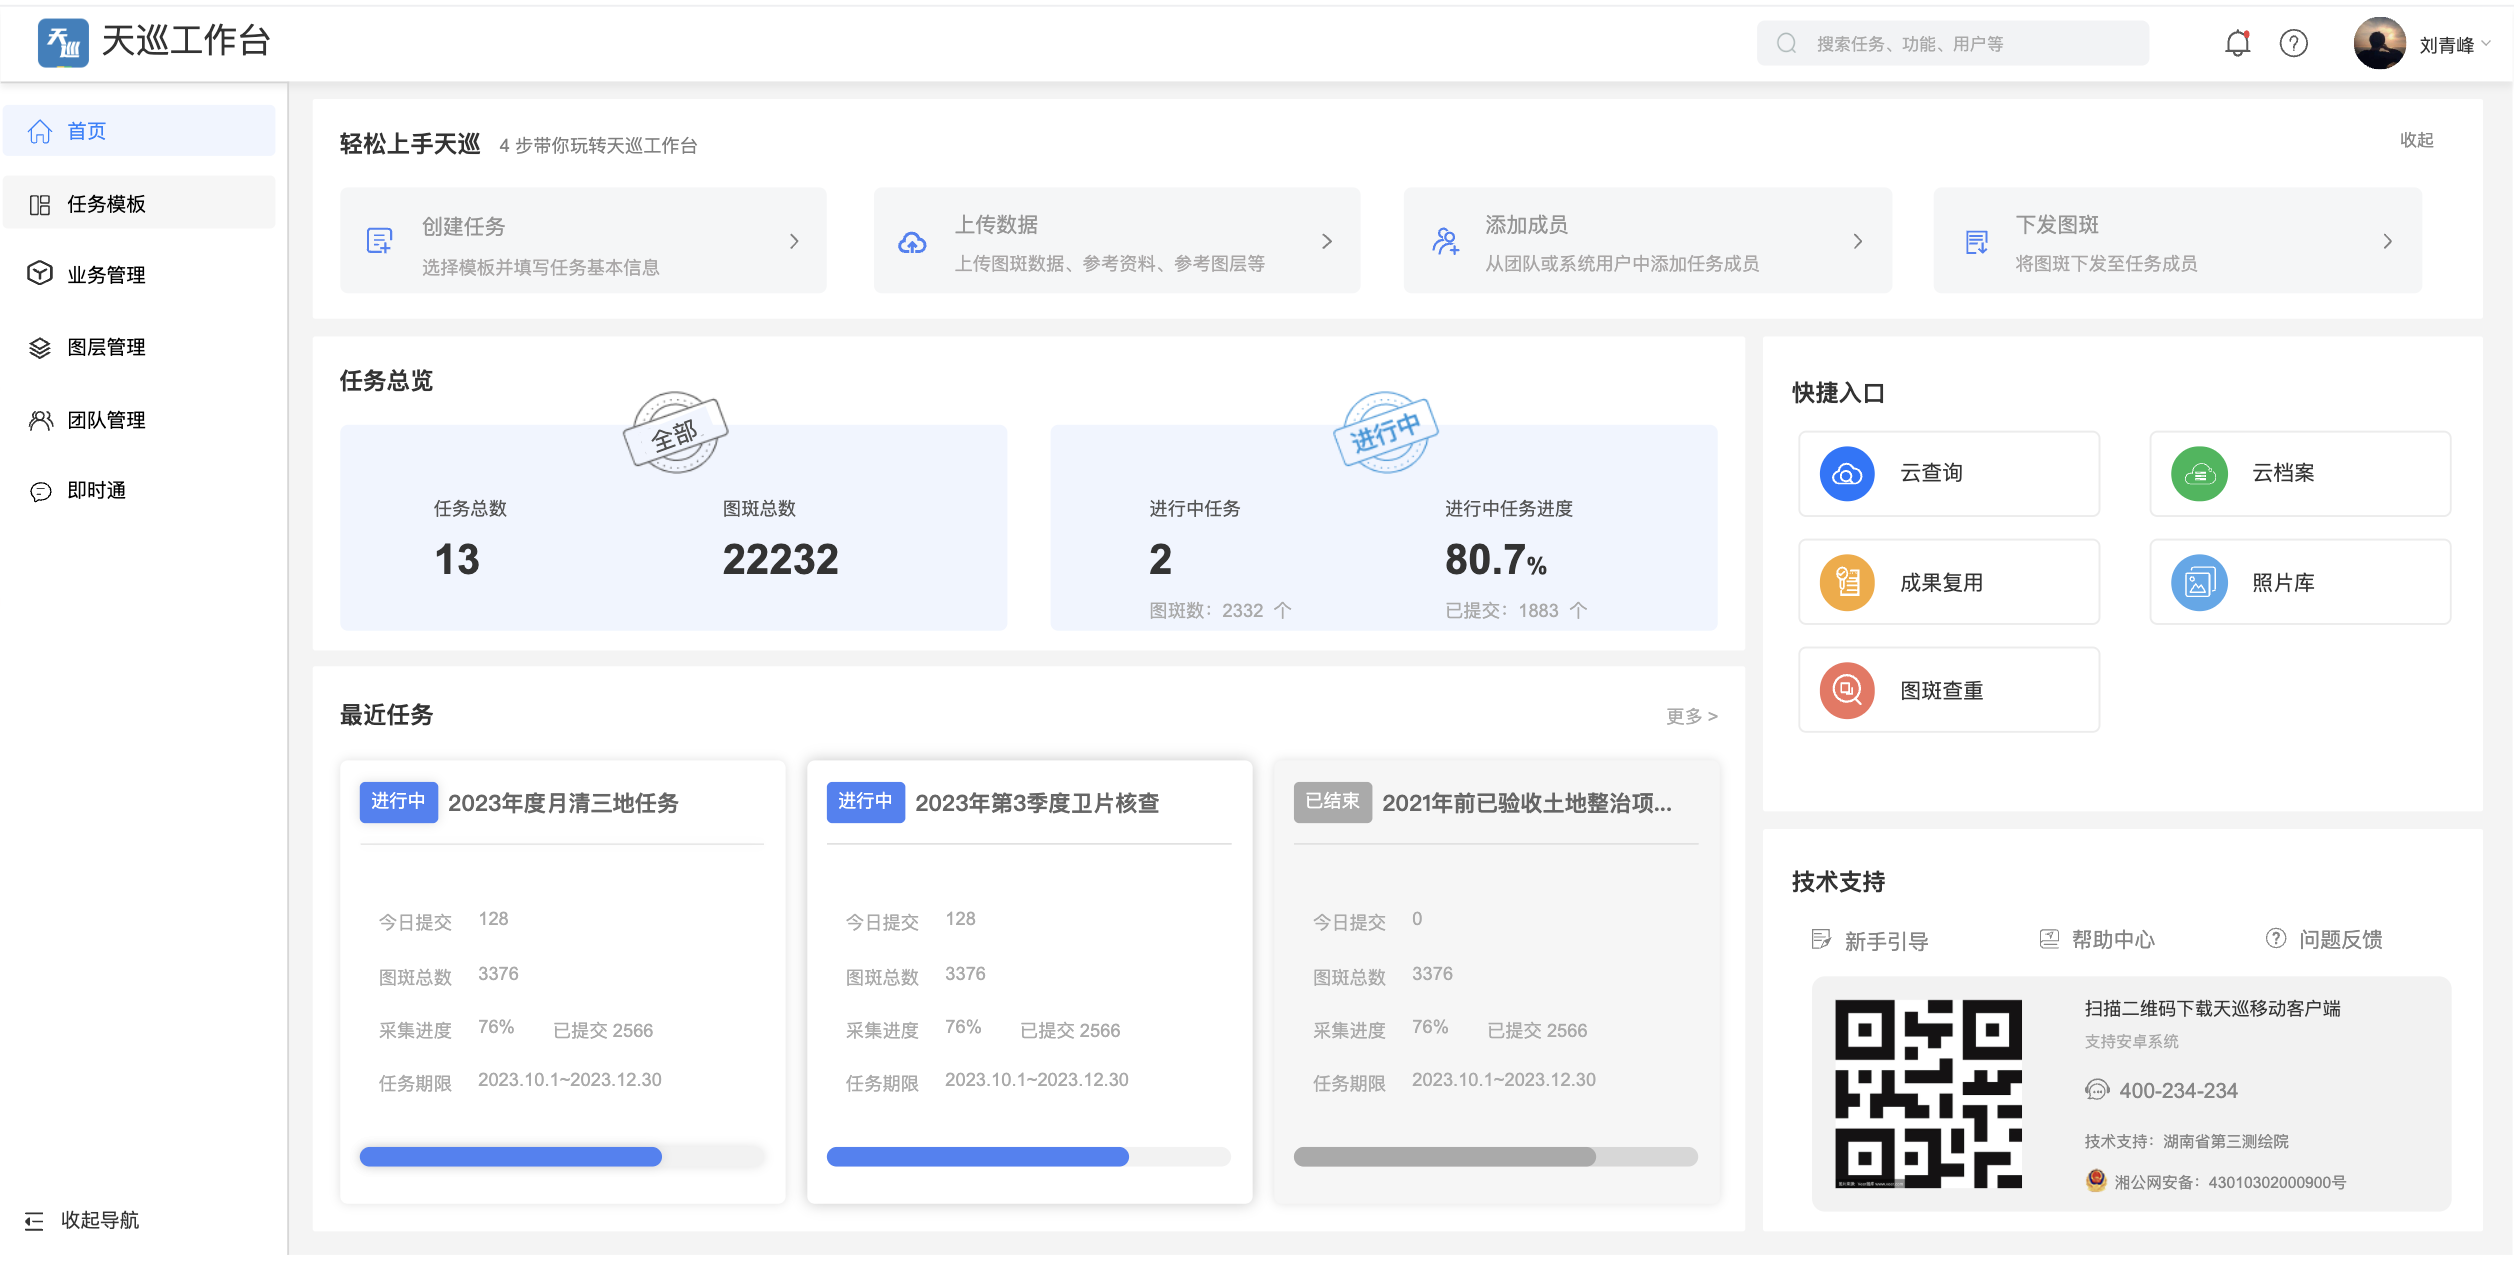 天巡
天巡工作台
搜索任务、功能、用户等
刘青峰
首页
任务模板
业务管理
图层管理
团队管理
即时通
收起导航
轻松上手天巡 4 步带你玩转天巡工作台
收起
创建任务
选择模板并填写任务基本信息
上传数据
上传图斑数据、参考资料、参考图层等
添加成员
从团队或系统用户中添加任务成员
下发图斑
将图斑下发至任务成员
任务总览
全部
任务总数
13
图斑总数
22232
进行中
进行中任务
2
图斑数：2332 个
进行中任务进度
80.7%
已提交：1883 个
快捷入口
云查询
云档案
成果复用
照片库
图斑查重
最近任务
更多 >
进行中 2023年度月清三地任务
今日提交 128
图斑总数 3376
采集进度 76% 已提交 2566
任务期限 2023.10.1~2023.12.30
进行中 2023年第3季度卫片核查
今日提交 128
图斑总数 3376
采集进度 76% 已提交 2566
任务期限 2023.10.1~2023.12.30
已结束 2021年前已验收土地整治项...
今日提交 0
图斑总数 3376
采集进度 76% 已提交 2566
任务期限 2023.10.1~2023.12.30
技术支持
新手引导
帮助中心
问题反馈
扫描二维码下载天巡移动客户端
支持安卓系统
400-234-234
技术支持：湖南省第三测绘院
湘公网安备：43010302000900号